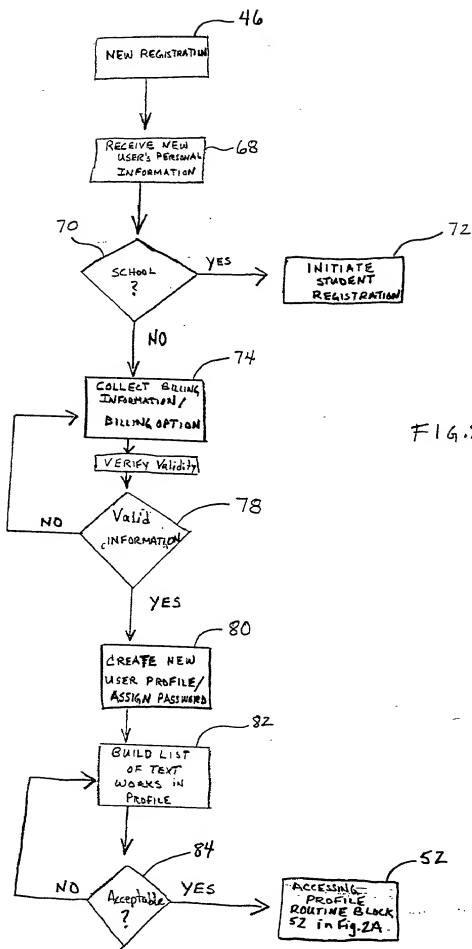 46
NEW REGISTRATION
RECEIVE NEW
USER'S PERSONAL
INFORMATION
68
70
SCHOOL
?
YES
72
INITIATE
STUDENT
REGISTRATION
NO
74
COLLECT BILLING
INFORMATION/
BILLING OPTION
FIG.
VERIFY Validity
78
Valid
INFORMATION
NO
YES
80
CREATE NEW
USER PROFILE/
ASSIGN PASSWORD
82
BUILD LIST
OF TEXT
WORKS IN
PROFILE
84
Acceptable
?
NO
YES
52
ACCESSING
PROFILE
ROUTINE BLOCK
52 in Fig.2A.